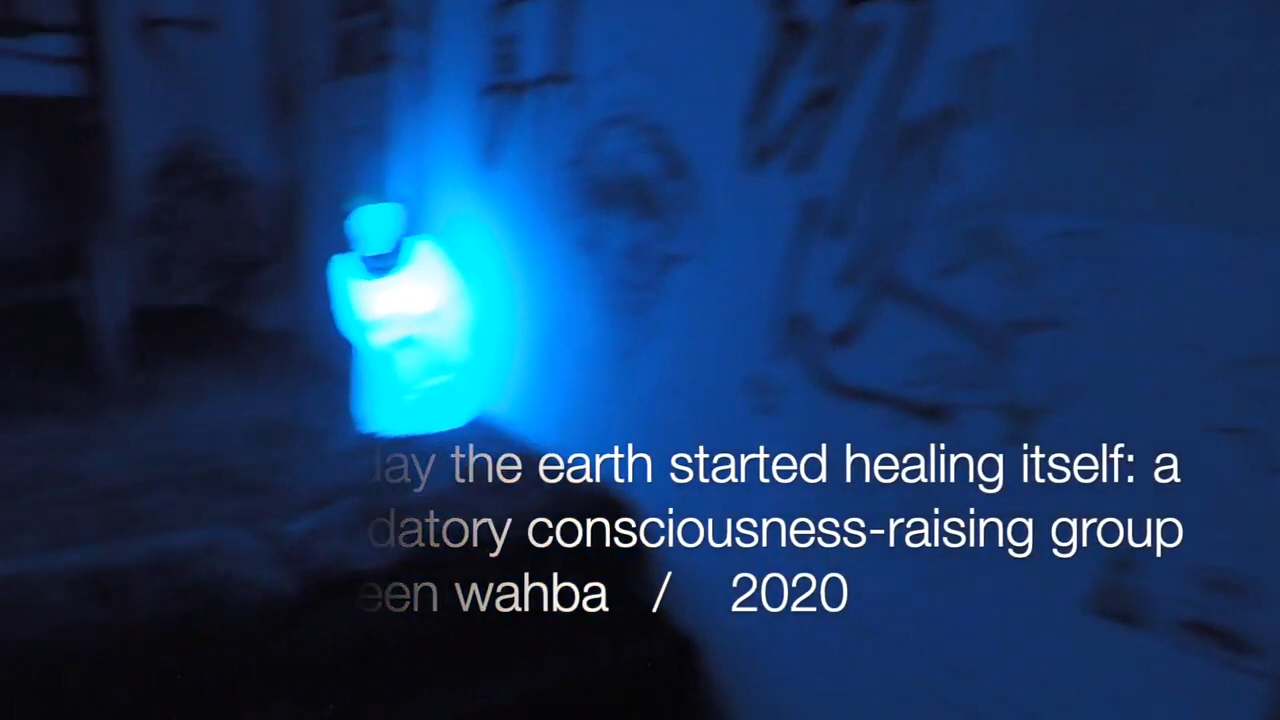 the earth started healing itself: a
consciousness-raising group
wahba / 2020